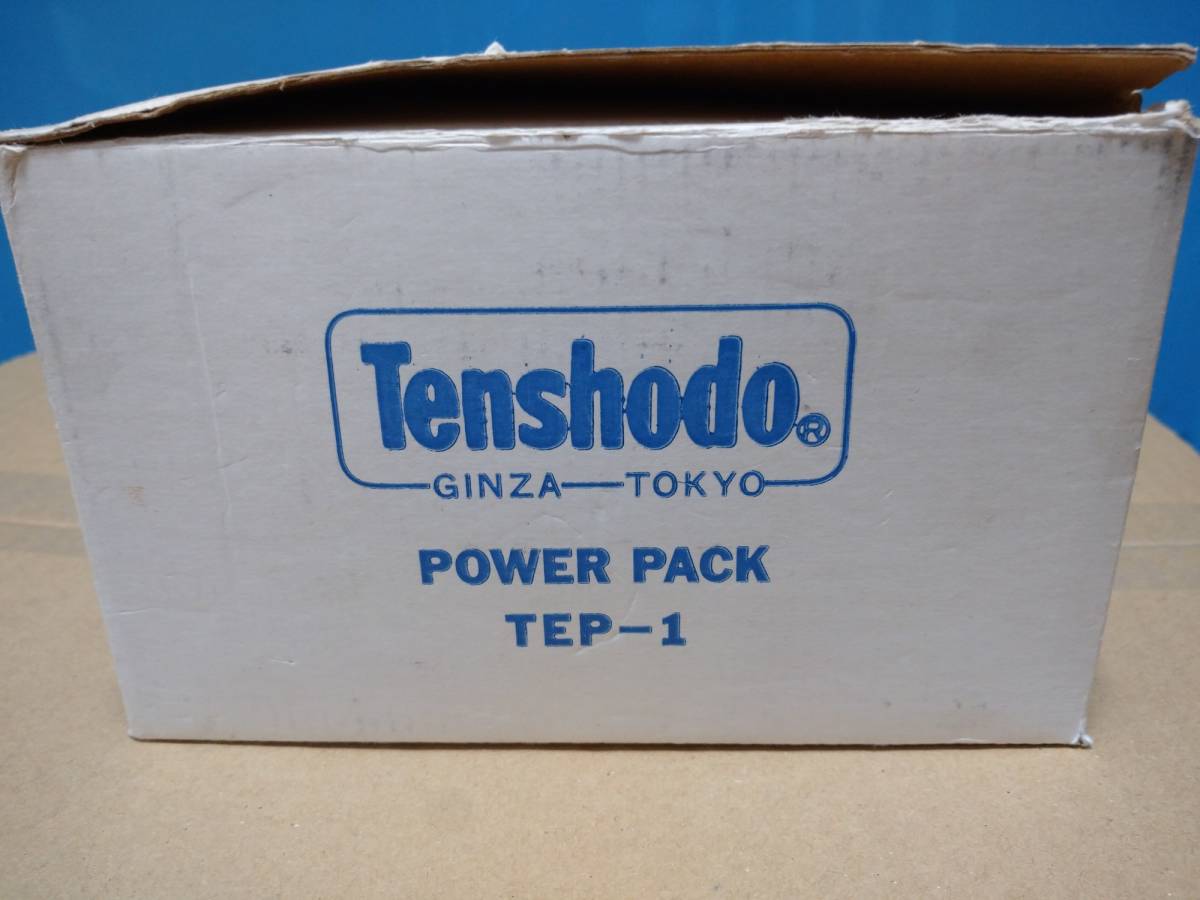 Tenshodo®
GINZA—TOKYO
POWER PACK
TEP-1